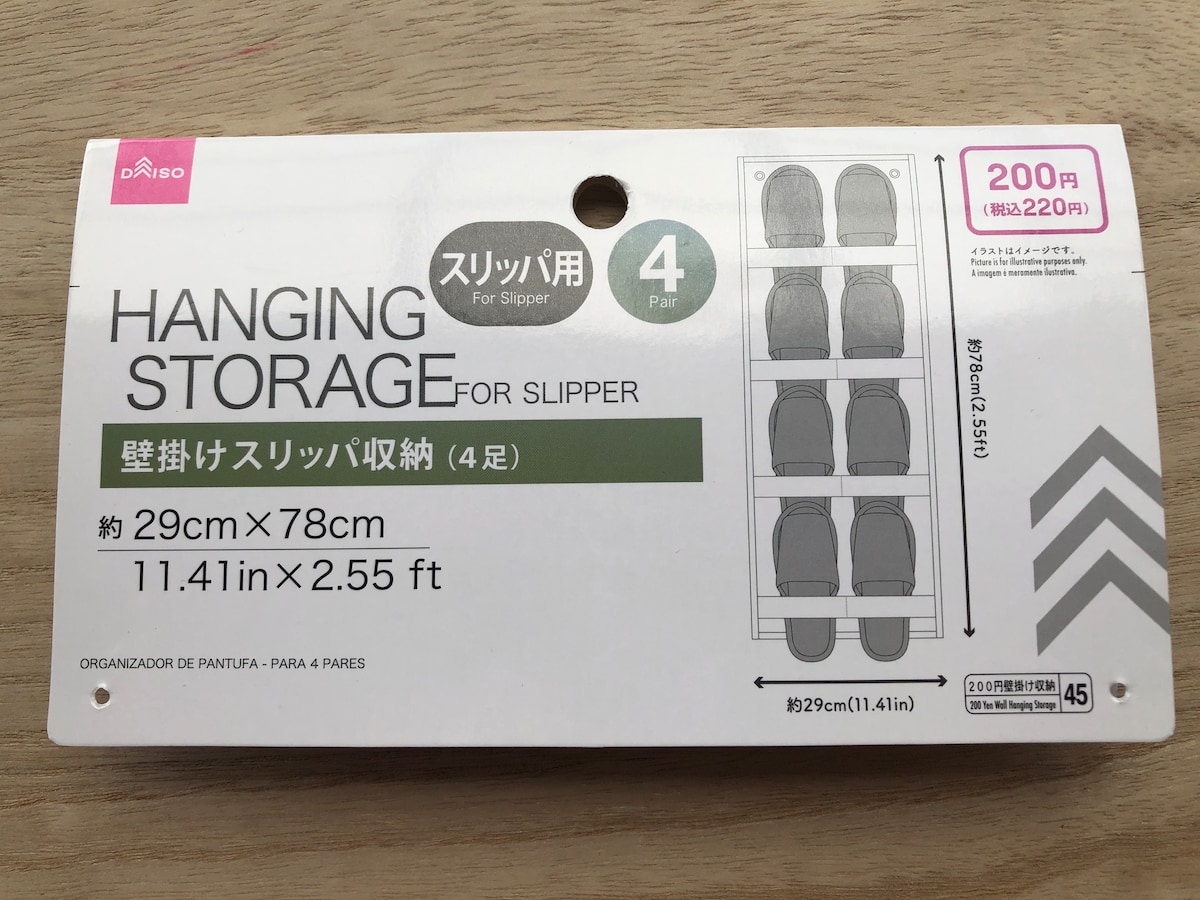 DAISO
スリッパ用
For Slipper
4
Pair
HANGING
STORAGE FOR SLIPPER
壁掛けスリッパ収納(4足)
約 29cm×78cm
11.41in×2.55 ft
ORGANIZADOR DE PANTUFA - PARA 4 PARES
200円
(税込220円)
イラストはイメージです。
Picture is for illustrative purposes only.
A imagem é meramente ilustrativa.
約78cm(2.55ft)
約29cm(11.41in)
200円壁掛け収納
200 Yen Wall Hanging Storage
45